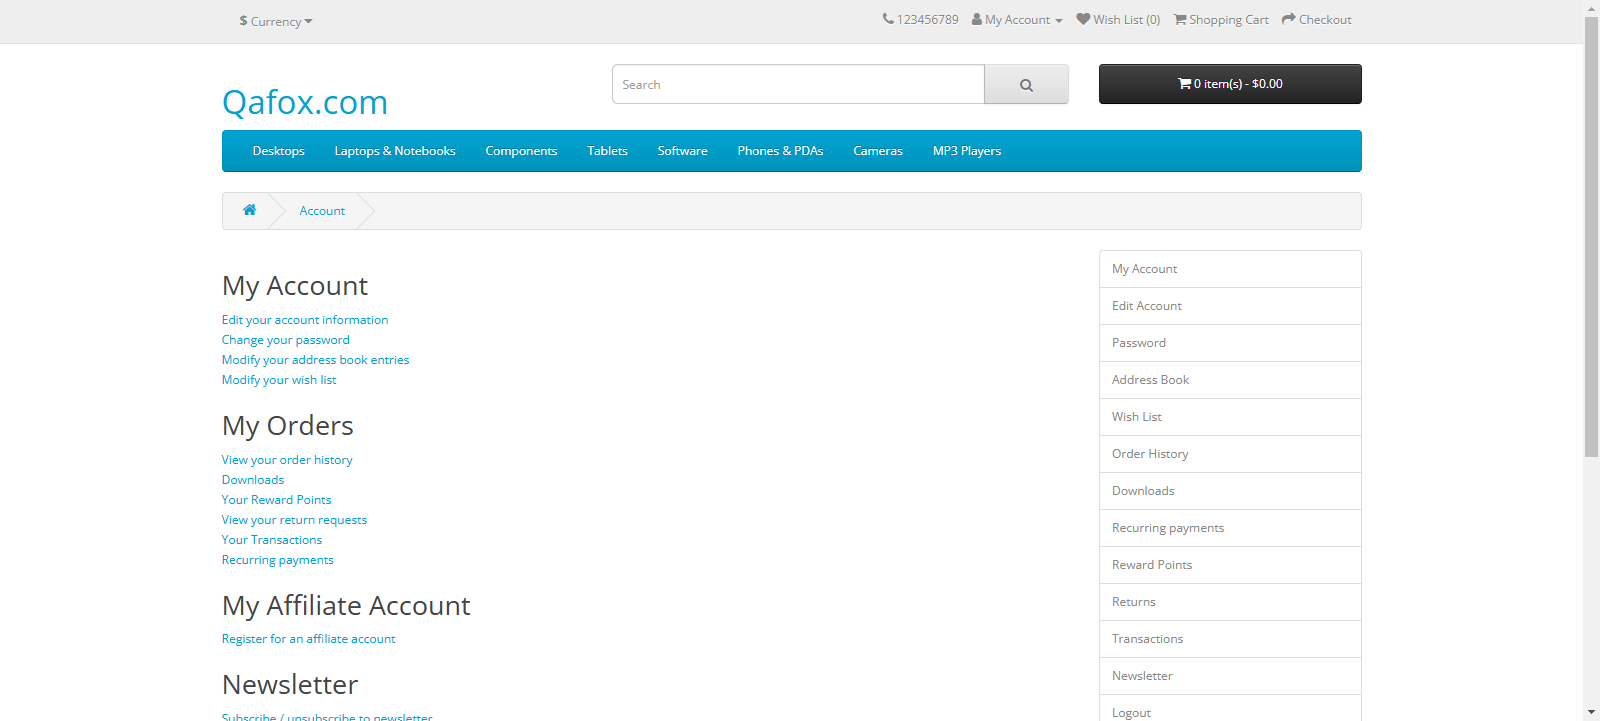 $ Currency
123456789
My Account
Wish List (0)
Shopping Cart
Checkout
Qafox.com
Search
0 item(s) - $0.00
Desktops
Laptops & Notebooks
Components
Tablets
Software
Phones & PDAs
Cameras
MP3 Players
Account
My Account
Edit your account information
Change your password
Modify your address book entries
Modify your wish list
My Orders
View your order history
Downloads
Your Reward Points
View your return requests
Your Transactions
Recurring payments
My Affiliate Account
Register for an affiliate account
Newsletter
Subscribe / unsubscribe to newsletter
My Account
Edit Account
Password
Address Book
Wish List
Order History
Downloads
Recurring payments
Reward Points
Returns
Transactions
Newsletter
Logout